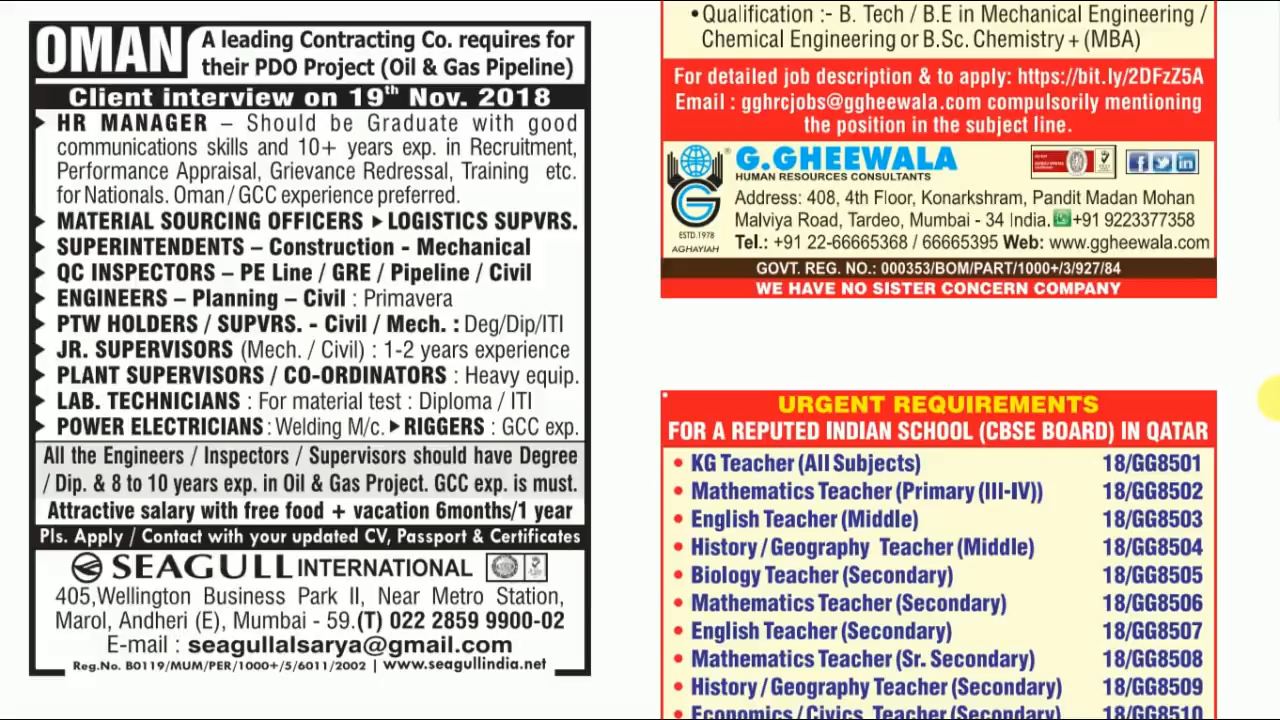 OMAN
A leading Contracting Co. requires for
their PDO Project (Oil & Gas Pipeline)
Client interview on 19th Nov. 2018
HR MANAGER – Should be Graduate with good
communications skills and 10+ years exp. in Recruitment,
Performance Appraisal, Grievance Redressal, Training etc.
for Nationals. Oman / GCC experience preferred.
MATERIAL SOURCING OFFICERS ▶ LOGISTICS SUPVRS.
SUPERINTENDENTS – Construction - Mechanical
QC INSPECTORS – PE Line / GRE / Pipeline / Civil
ENGINEERS – Planning – Civil : Primavera
PTW HOLDERS / SUPVRS. - Civil / Mech. : Deg/Dip/ITI
JR. SUPERVISORS (Mech. / Civil) : 1-2 years experience
PLANT SUPERVISORS / CO-ORDINATORS : Heavy equip.
LAB. TECHNICIANS : For material test : Diploma / ITI
POWER ELECTRICIANS : Welding M/c. ▶ RIGGERS : GCC exp.
All the Engineers / Inspectors / Supervisors should have Degree
/ Dip. & 8 to 10 years exp. in Oil & Gas Project. GCC exp. is must.
Attractive salary with free food + vacation 6months/1 year
Pls. Apply / Contact with your updated CV, Passport & Certificates
SEAGULL INTERNATIONAL
405,Wellington Business Park II, Near Metro Station,
Marol, Andheri (E), Mumbai - 59.(T) 022 2859 9900-02
E-mail : seagullalsarya@gmail.com
Reg.No. B0119/MUM/PER/1000+/5/6011/2002 | www.seagullindia.net
• Qualification :- B. Tech / B.E in Mechanical Engineering /
Chemical Engineering or B.Sc. Chemistry + (MBA)
For detailed job description & to apply: https://bit.ly/2DFzZ5A
Email : gghrcjobs@ggheewala.com compulsorily mentioning
the position in the subject line.
G.GHEEWALA
HUMAN RESOURCES CONSULTANTS
ESTD.1978
AGHAYIAH
Address: 408, 4th Floor, Konarkshram, Pandit Madan Mohan
Malviya Road, Tardeo, Mumbai - 34 India. +91 9223377358
Tel.: +91 22-66665368 / 66665395 Web: www.ggheewala.com
GOVT. REG. NO.: 000353/BOM/PART/1000+/3/927/84
WE HAVE NO SISTER CONCERN COMPANY
URGENT REQUIREMENTS
FOR A REPUTED INDIAN SCHOOL (CBSE BOARD) IN QATAR
• KG Teacher (All Subjects) 18/GG8501
• Mathematics Teacher (Primary (III-IV)) 18/GG8502
• English Teacher (Middle) 18/GG8503
• History / Geography Teacher (Middle) 18/GG8504
• Biology Teacher (Secondary) 18/GG8505
• Mathematics Teacher (Secondary) 18/GG8506
• English Teacher (Secondary) 18/GG8507
• Mathematics Teacher (Sr. Secondary) 18/GG8508
• History / Geography Teacher (Secondary) 18/GG8509
• Economics / Civics Teacher (Secondary) 18/GG8510